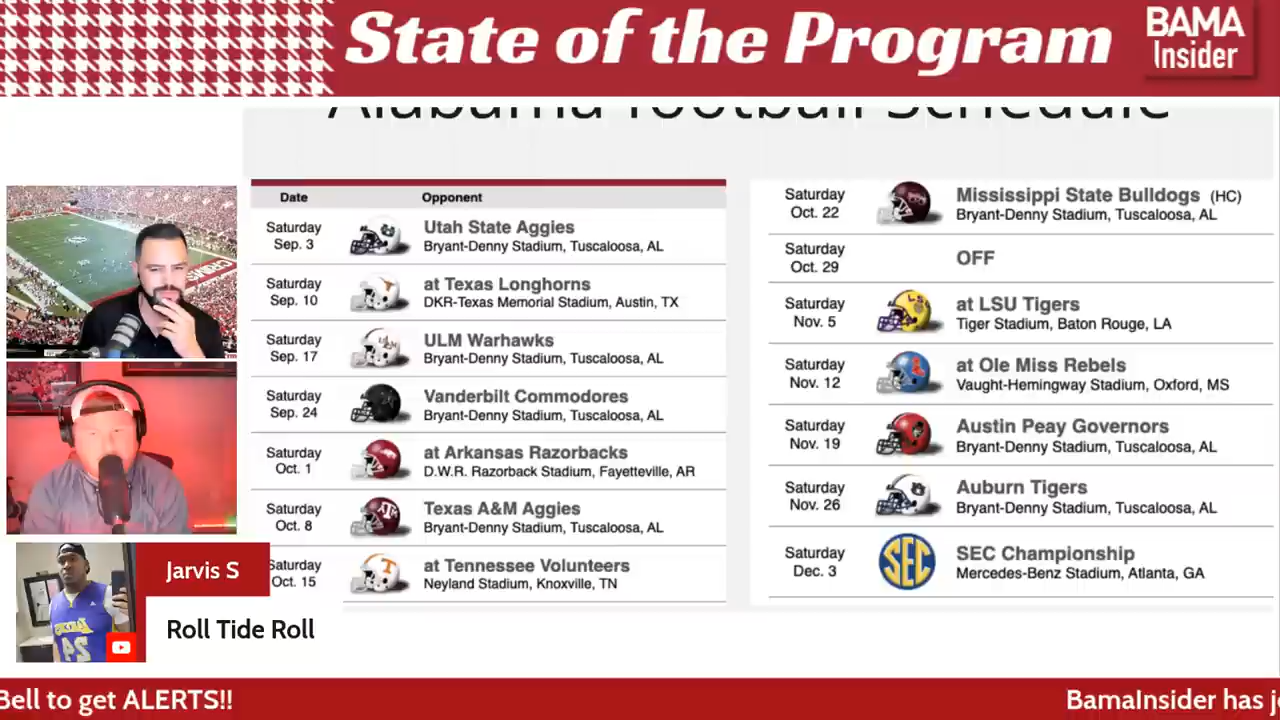 State of the Program
BAMA
Insider
Alabama football schedule
Date Opponent
Saturday
Sep. 3
Utah State Aggies
Bryant-Denny Stadium, Tuscaloosa, AL
Saturday
Sep. 10
at Texas Longhorns
DKR-Texas Memorial Stadium, Austin, TX
Saturday
Sep. 17
ULM Warhawks
Bryant-Denny Stadium, Tuscaloosa, AL
Saturday
Sep. 24
Vanderbilt Commodores
Bryant-Denny Stadium, Tuscaloosa, AL
Saturday
Oct. 1
at Arkansas Razorbacks
D.W.R. Razorback Stadium, Fayetteville, AR
Saturday
Oct. 8
Texas A&M Aggies
Bryant-Denny Stadium, Tuscaloosa, AL
Saturday
Oct. 15
at Tennessee Volunteers
Neyland Stadium, Knoxville, TN
Saturday
Oct. 22
Mississippi State Bulldogs (HC)
Bryant-Denny Stadium, Tuscaloosa, AL
Saturday
Oct. 29
OFF
Saturday
Nov. 5
at LSU Tigers
Tiger Stadium, Baton Rouge, LA
Saturday
Nov. 12
at Ole Miss Rebels
Vaught-Hemingway Stadium, Oxford, MS
Saturday
Nov. 19
Austin Peay Governors
Bryant-Denny Stadium, Tuscaloosa, AL
Saturday
Nov. 26
Auburn Tigers
Bryant-Denny Stadium, Tuscaloosa, AL
Saturday
Dec. 3
SEC
SEC Championship
Mercedes-Benz Stadium, Atlanta, GA
Jarvis S
Roll Tide Roll
Bell to get ALERTS!!
BamaInsider has